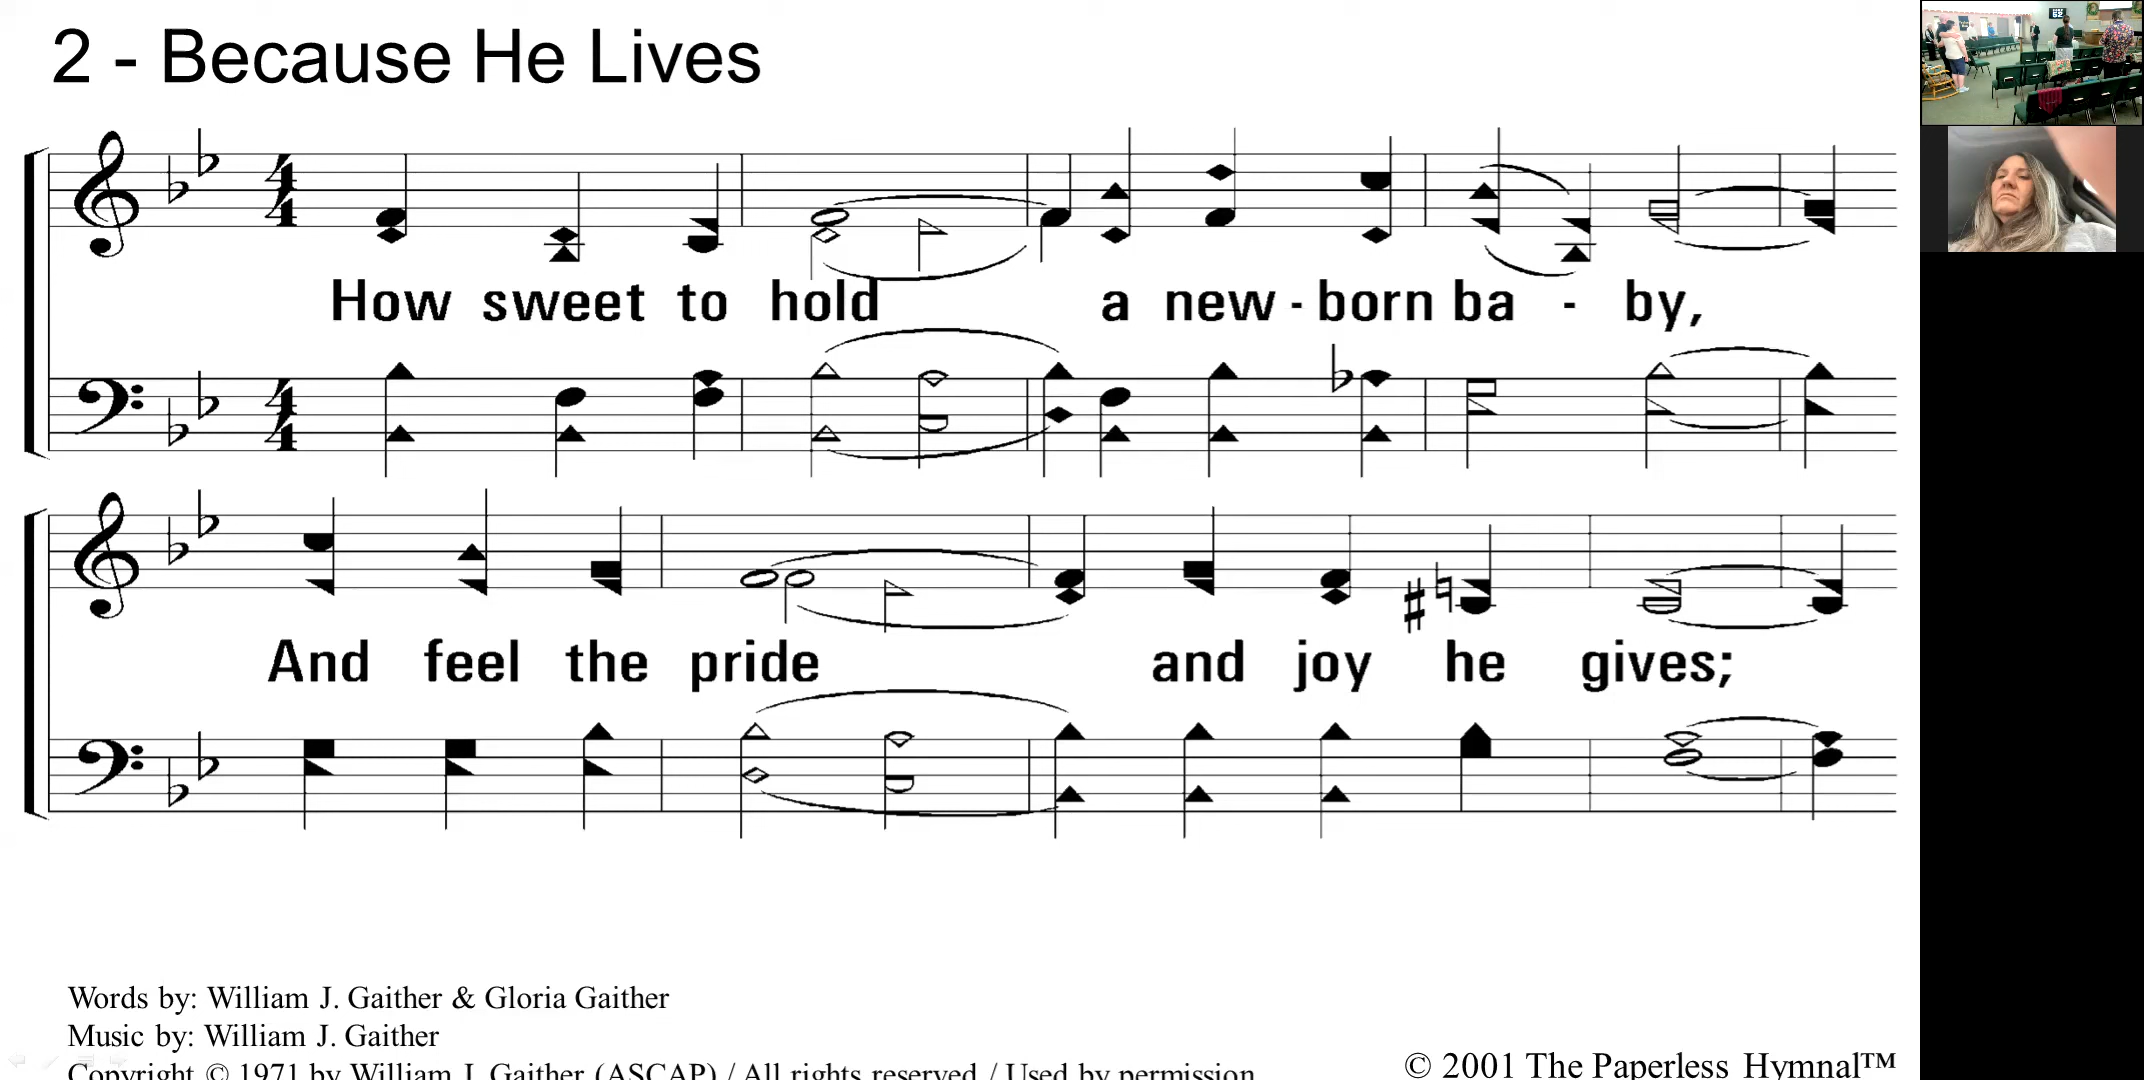 2 - Because He Lives
How sweet to hold a new - born ba - by,
And feel the pride and joy he gives;
Words by: William J. Gaither & Gloria Gaither
Music by: William J. Gaither
Copyright © 1971 by William J. Gaither (ASCAP) / All rights reserved / Used by permission
© 2001 The Paperless Hymnal™